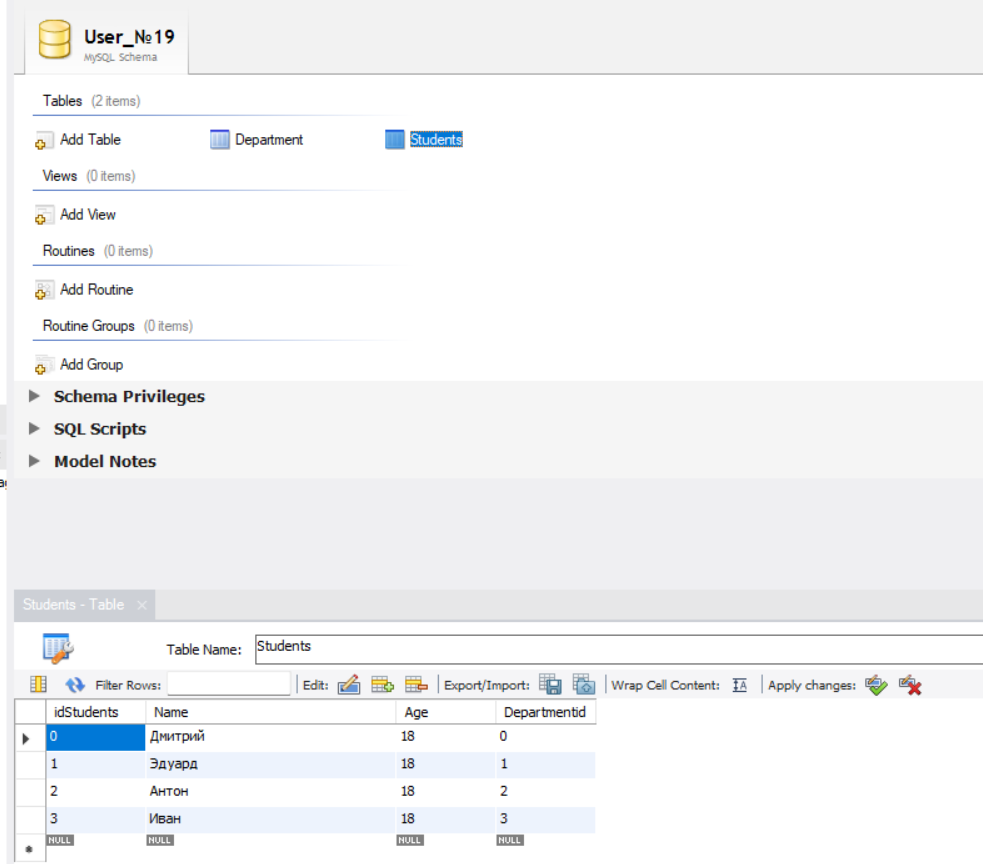 User_№19
MySQL Schema
Tables (2 items)
Add Table Department Students
Views (0 items)
Add View
Routines (0 items)
Add Routine
Routine Groups (0 items)
Add Group
Schema Privileges
SQL Scripts
Model Notes
Students - Table
Table Name: Students
Filter Rows: Edit: Export/Import: Wrap Cell Content: Apply changes:
idStudents Name Age Departmentid
0 Дмитрий 18 0
1 Эдуард 18 1
2 Антон 18 2
3 Иван 18 3
NULL NULL NULL NULL